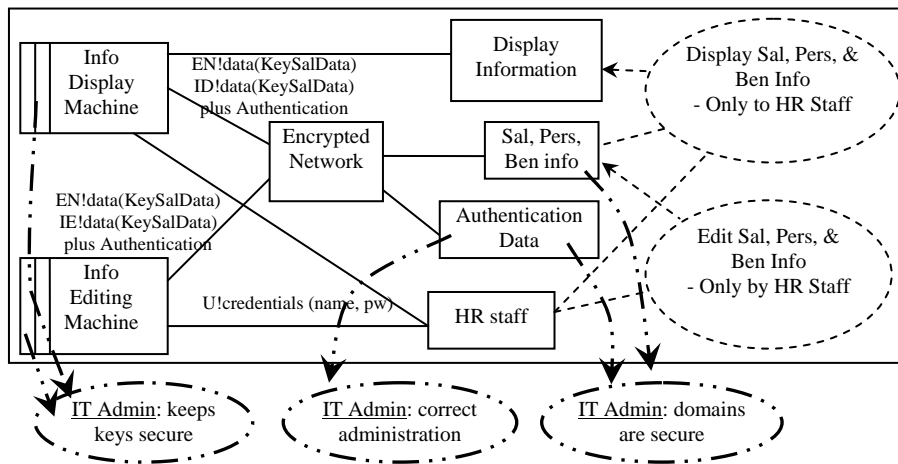 Info
Display
Machine
EN!data(KeySalData)
ID!data(KeySalData)
plus Authentication
Display
Information
Display Sal, Pers, &
Ben Info
- Only to HR Staff
Encrypted
Network
Sal, Pers,
Ben info
EN!data(KeySalData)
IE!data(KeySalData)
plus Authentication
Authentication
Data
Edit Sal, Pers, &
Ben Info
- Only by HR Staff
Info
Editing
Machine
U!credentials (name, pw)
HR staff
IT Admin: keeps
keys secure
IT Admin: correct
administration
IT Admin: domains
are secure